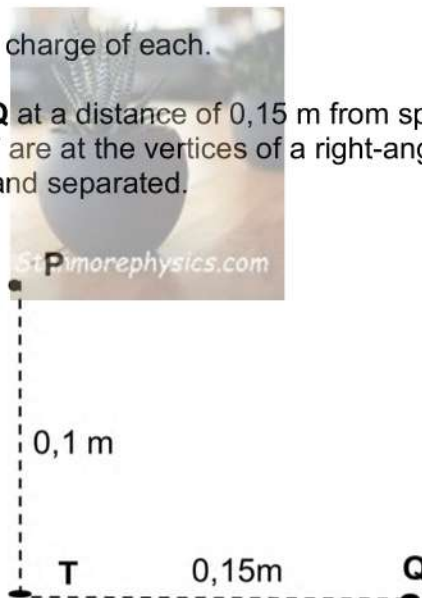 charge of each.
Q at a distance of 0,15 m from sp
are at the vertices of a right-ang
and separated.
P
Stanmorephysics.com
0,1 m
T 0,15m Q